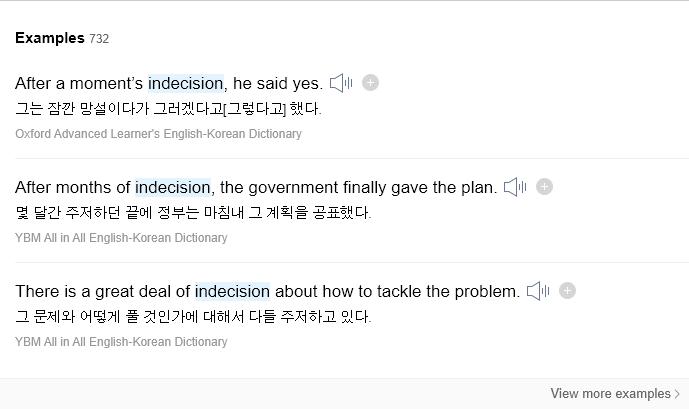 Examples 732
After a moment's indecision, he said yes.
그는 잠깐 망설이다가 그러겠다고[그렇다고] 했다.
Oxford Advanced Learner's English-Korean Dictionary
After months of indecision, the government finally gave the plan.
몇 달간 주저하던 끝에 정부는 마침내 그 계획을 공표했다.
YBM All in All English-Korean Dictionary
There is a great deal of indecision about how to tackle the problem.
그 문제와 어떻게 풀 것인가에 대해서 다들 주저하고 있다.
YBM All in All English-Korean Dictionary
View more examples